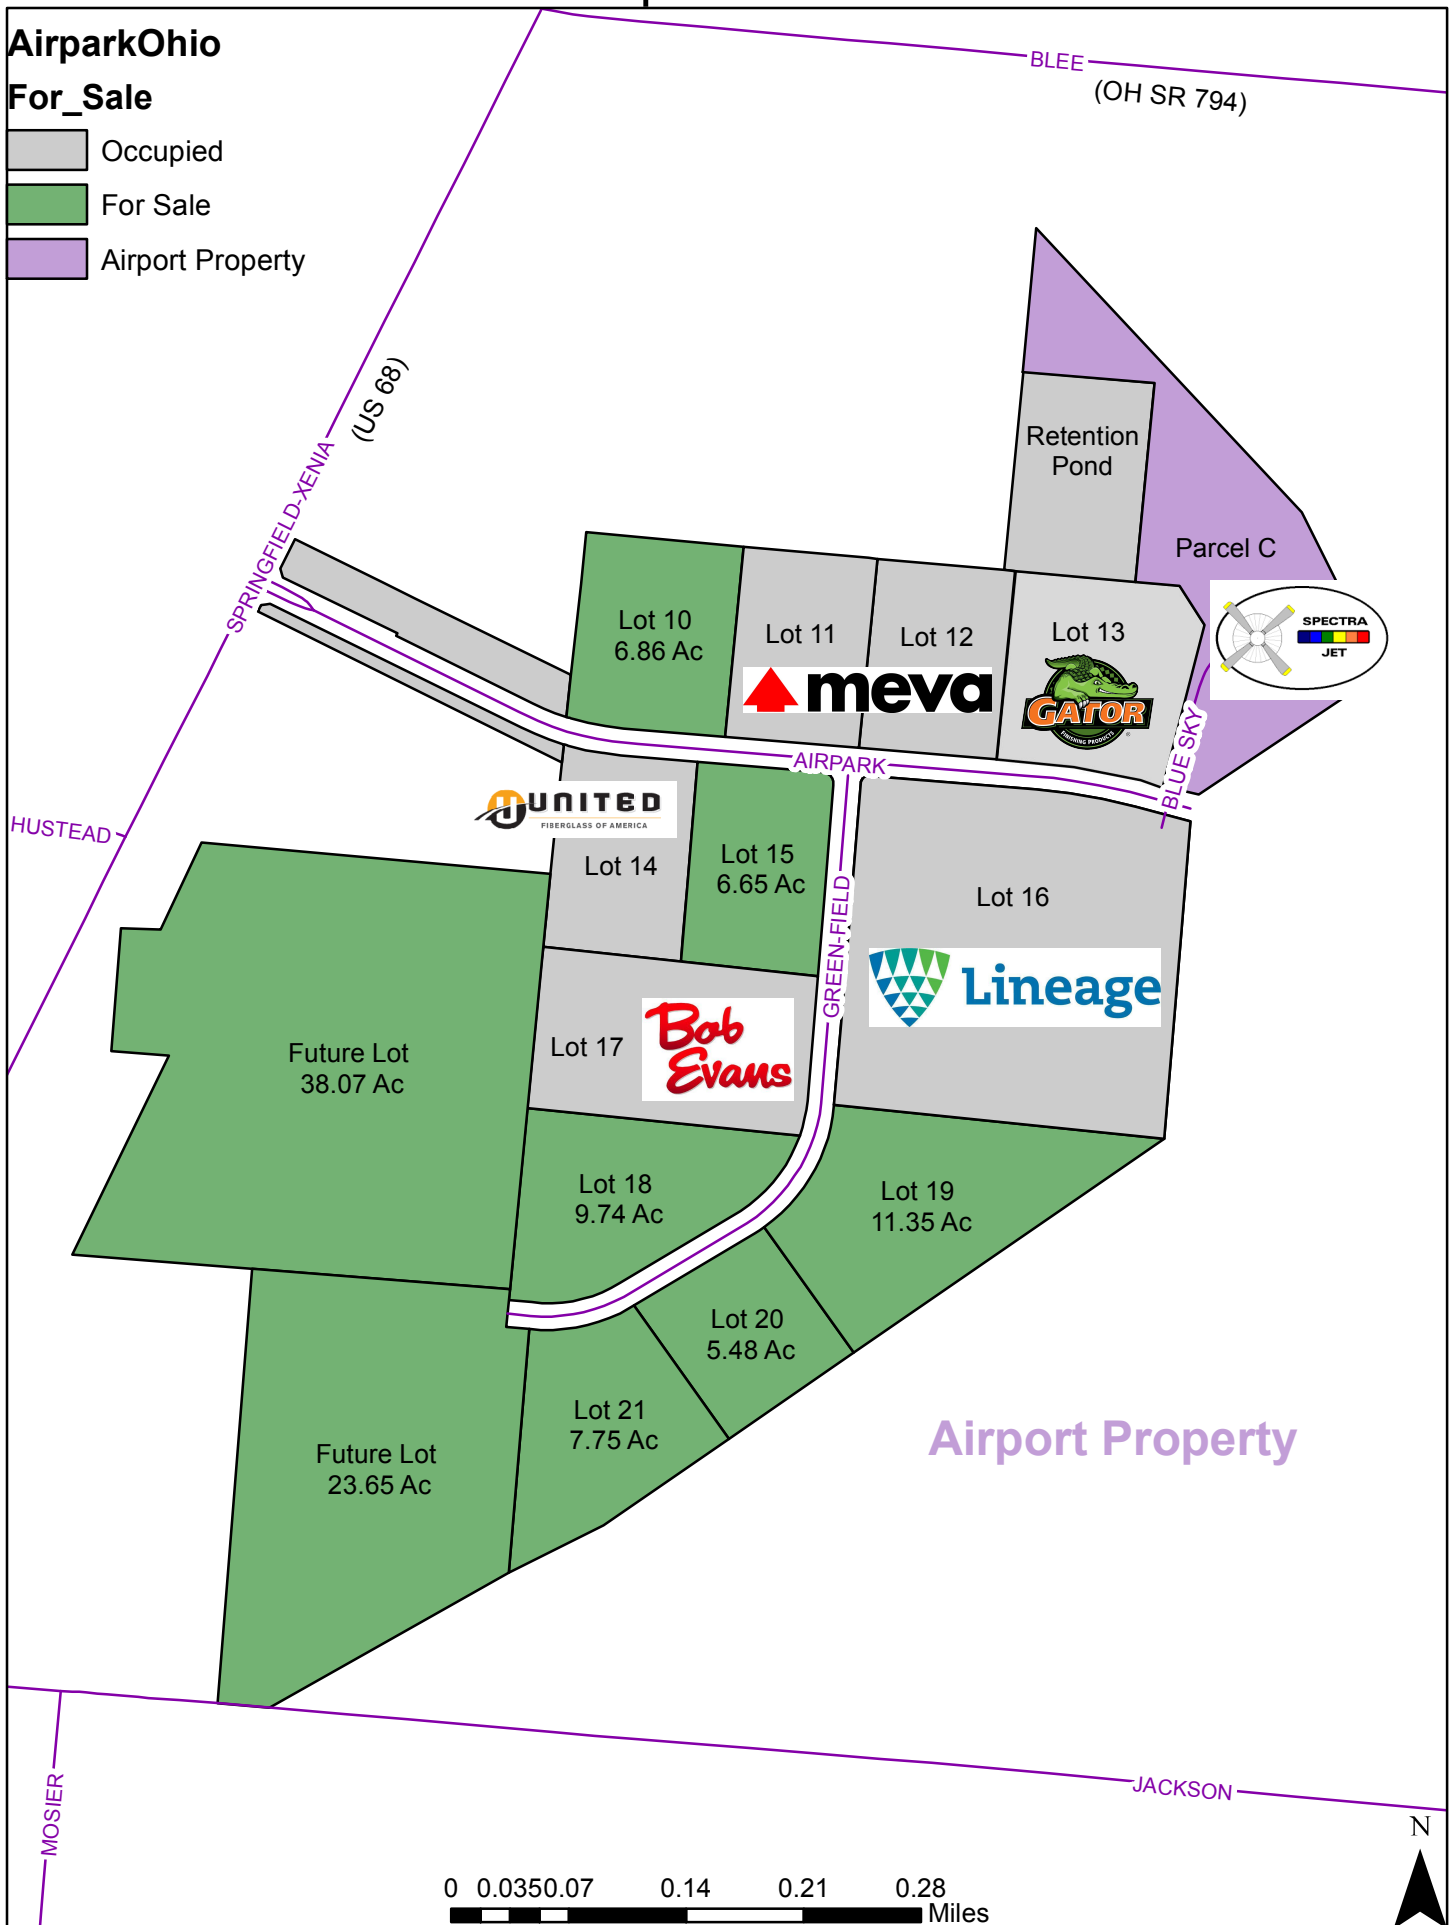 AirparkOhio
For_Sale
Occupied
For Sale
Airport Property
BLEE
(OH SR 794)
(US 68)
SPRINGFIELD-XENIA
Retention
Pond
Parcel C
SPECTRA
JET
Lot 10
6.86 Ac
Lot 11
Lot 12
meva
Lot 13
GATOR
FINISHING PRODUCTS
BLUE SKY
AIRPARK
UNITED
FIBERGLASS OF AMERICA
HUSTEAD
Lot 14
Lot 15
6.65 Ac
GREEN-FIELD
Lot 16
Lineage
Future Lot
38.07 Ac
Lot 17
Bob
Evans
Lot 18
9.74 Ac
Lot 19
11.35 Ac
Lot 20
5.48 Ac
Lot 21
7.75 Ac
Airport Property
Future Lot
23.65 Ac
MOSIER
JACKSON
N
0 0.035 0.07 0.14 0.21 0.28
Miles